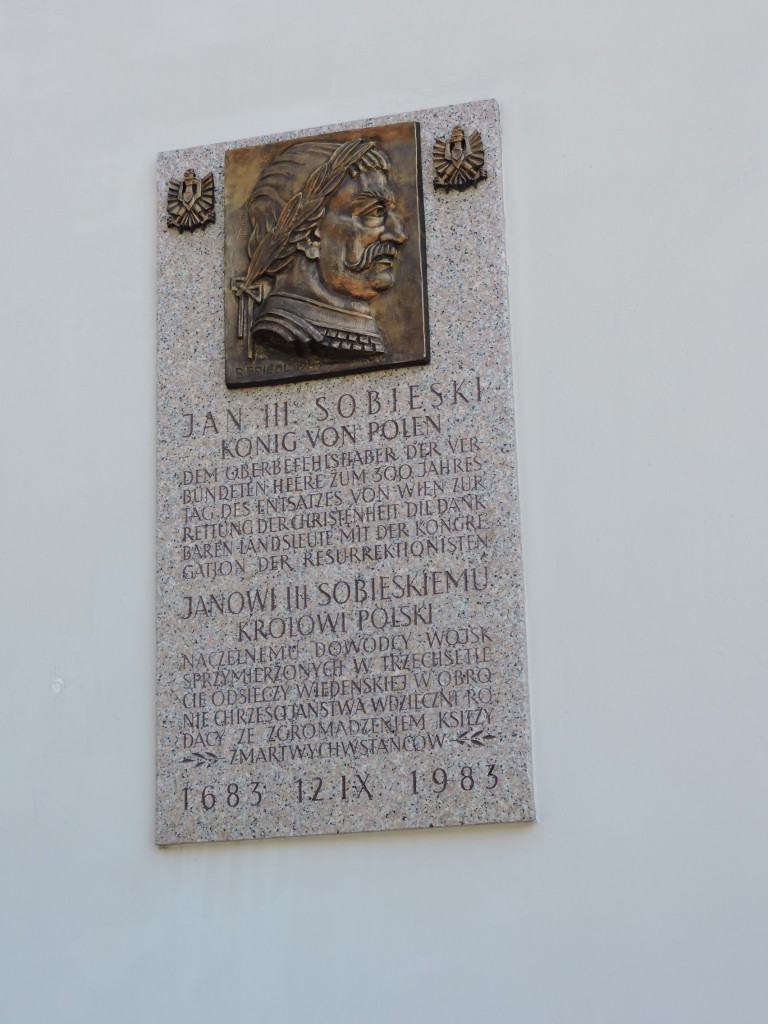 JAN III SOBIESKI
KÖNIG VON POLEN
DEM OBERBEFEHLSHABER DER VER
BÜNDETEN HEERE ZUM 300 JAHRES
TAG DES ENTSATZES VON WIEN ZUR
RETTUNG DER CHRISTENHEIT DIE DANK
BAREN LANDSLEUTE MIT DER KONGRE
GATION DER RESURREKTIONISTEN
JANOWI III SOBIESKIEMU
KRÓLOWI POLSKI
NACZELNEMU DOWÓDCY WOJSK
SPRZYMIERZONYCH W TRZECHSETLE
CIE ODSIECZY WIEDEŃSKIEJ W OBRO
NIE CHRZEŚCIJAŃSTWA WDZIĘCZNI RO
DACY ZE ZGROMADZENIEM KSIĘŻY
ZMARTWYCHWSTAŃCÓW
1683 12 IX 1983